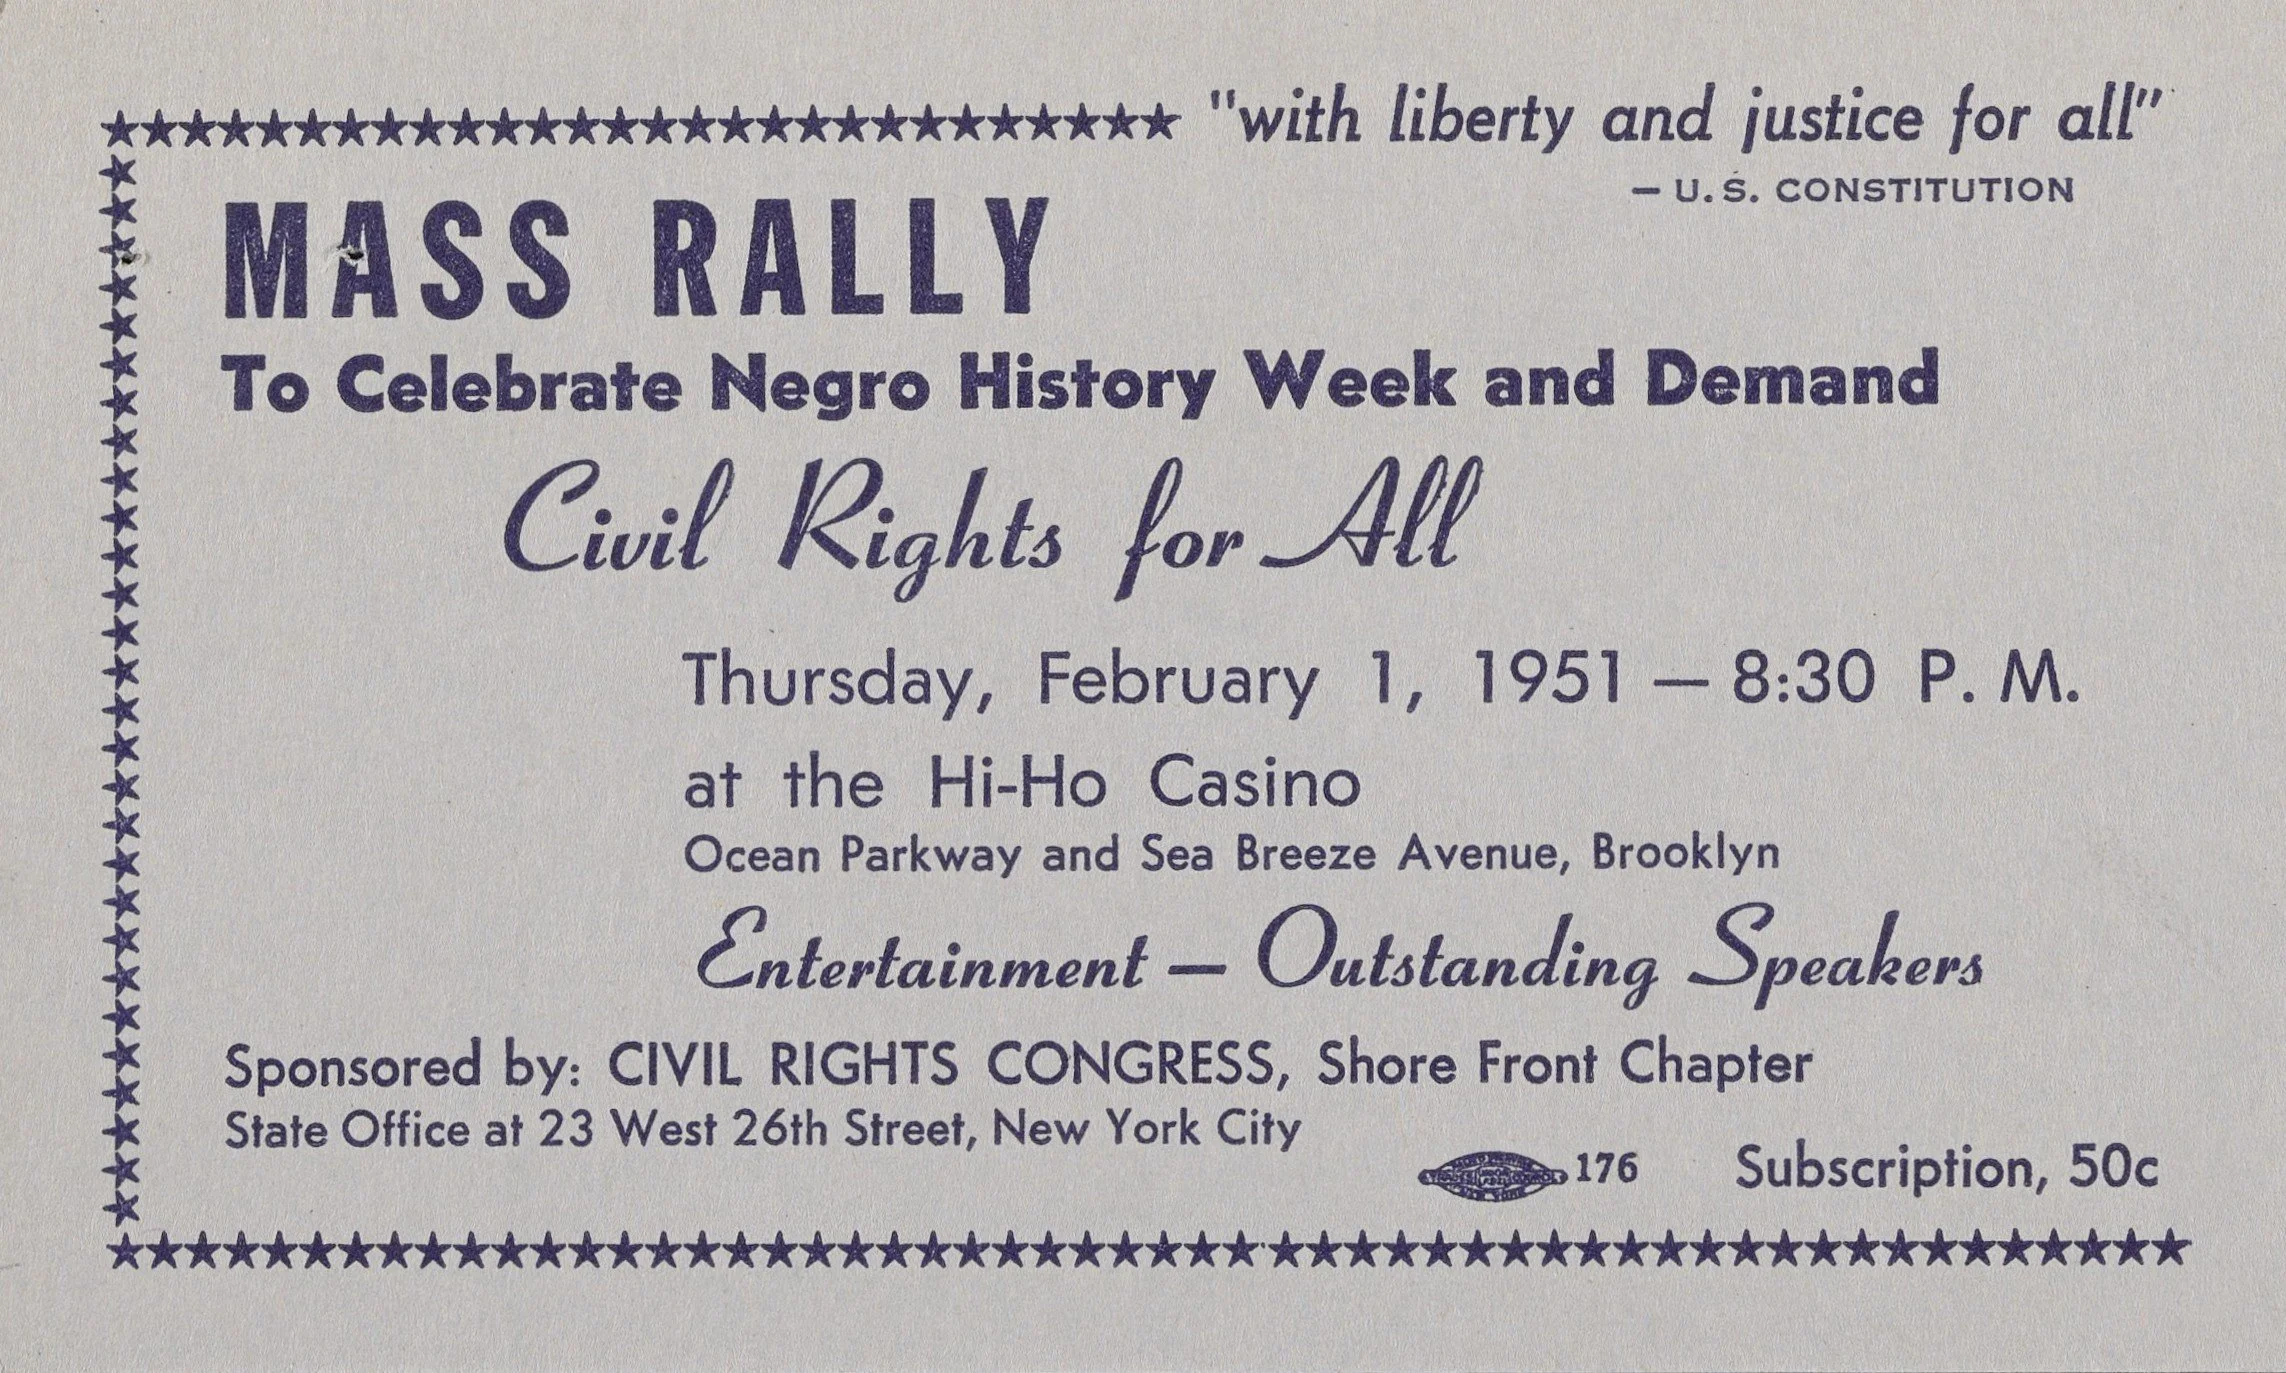 "with liberty and justice for all"
– U.S. CONSTITUTION
MASS RALLY
To Celebrate Negro History Week and Demand
Civil Rights for All
Thursday, February 1, 1951 – 8:30 P. M.
at the Hi-Ho Casino
Ocean Parkway and Sea Breeze Avenue, Brooklyn
Entertainment – Outstanding Speakers
Sponsored by: CIVIL RIGHTS CONGRESS, Shore Front Chapter
State Office at 23 West 26th Street, New York City
176
Subscription, 50c